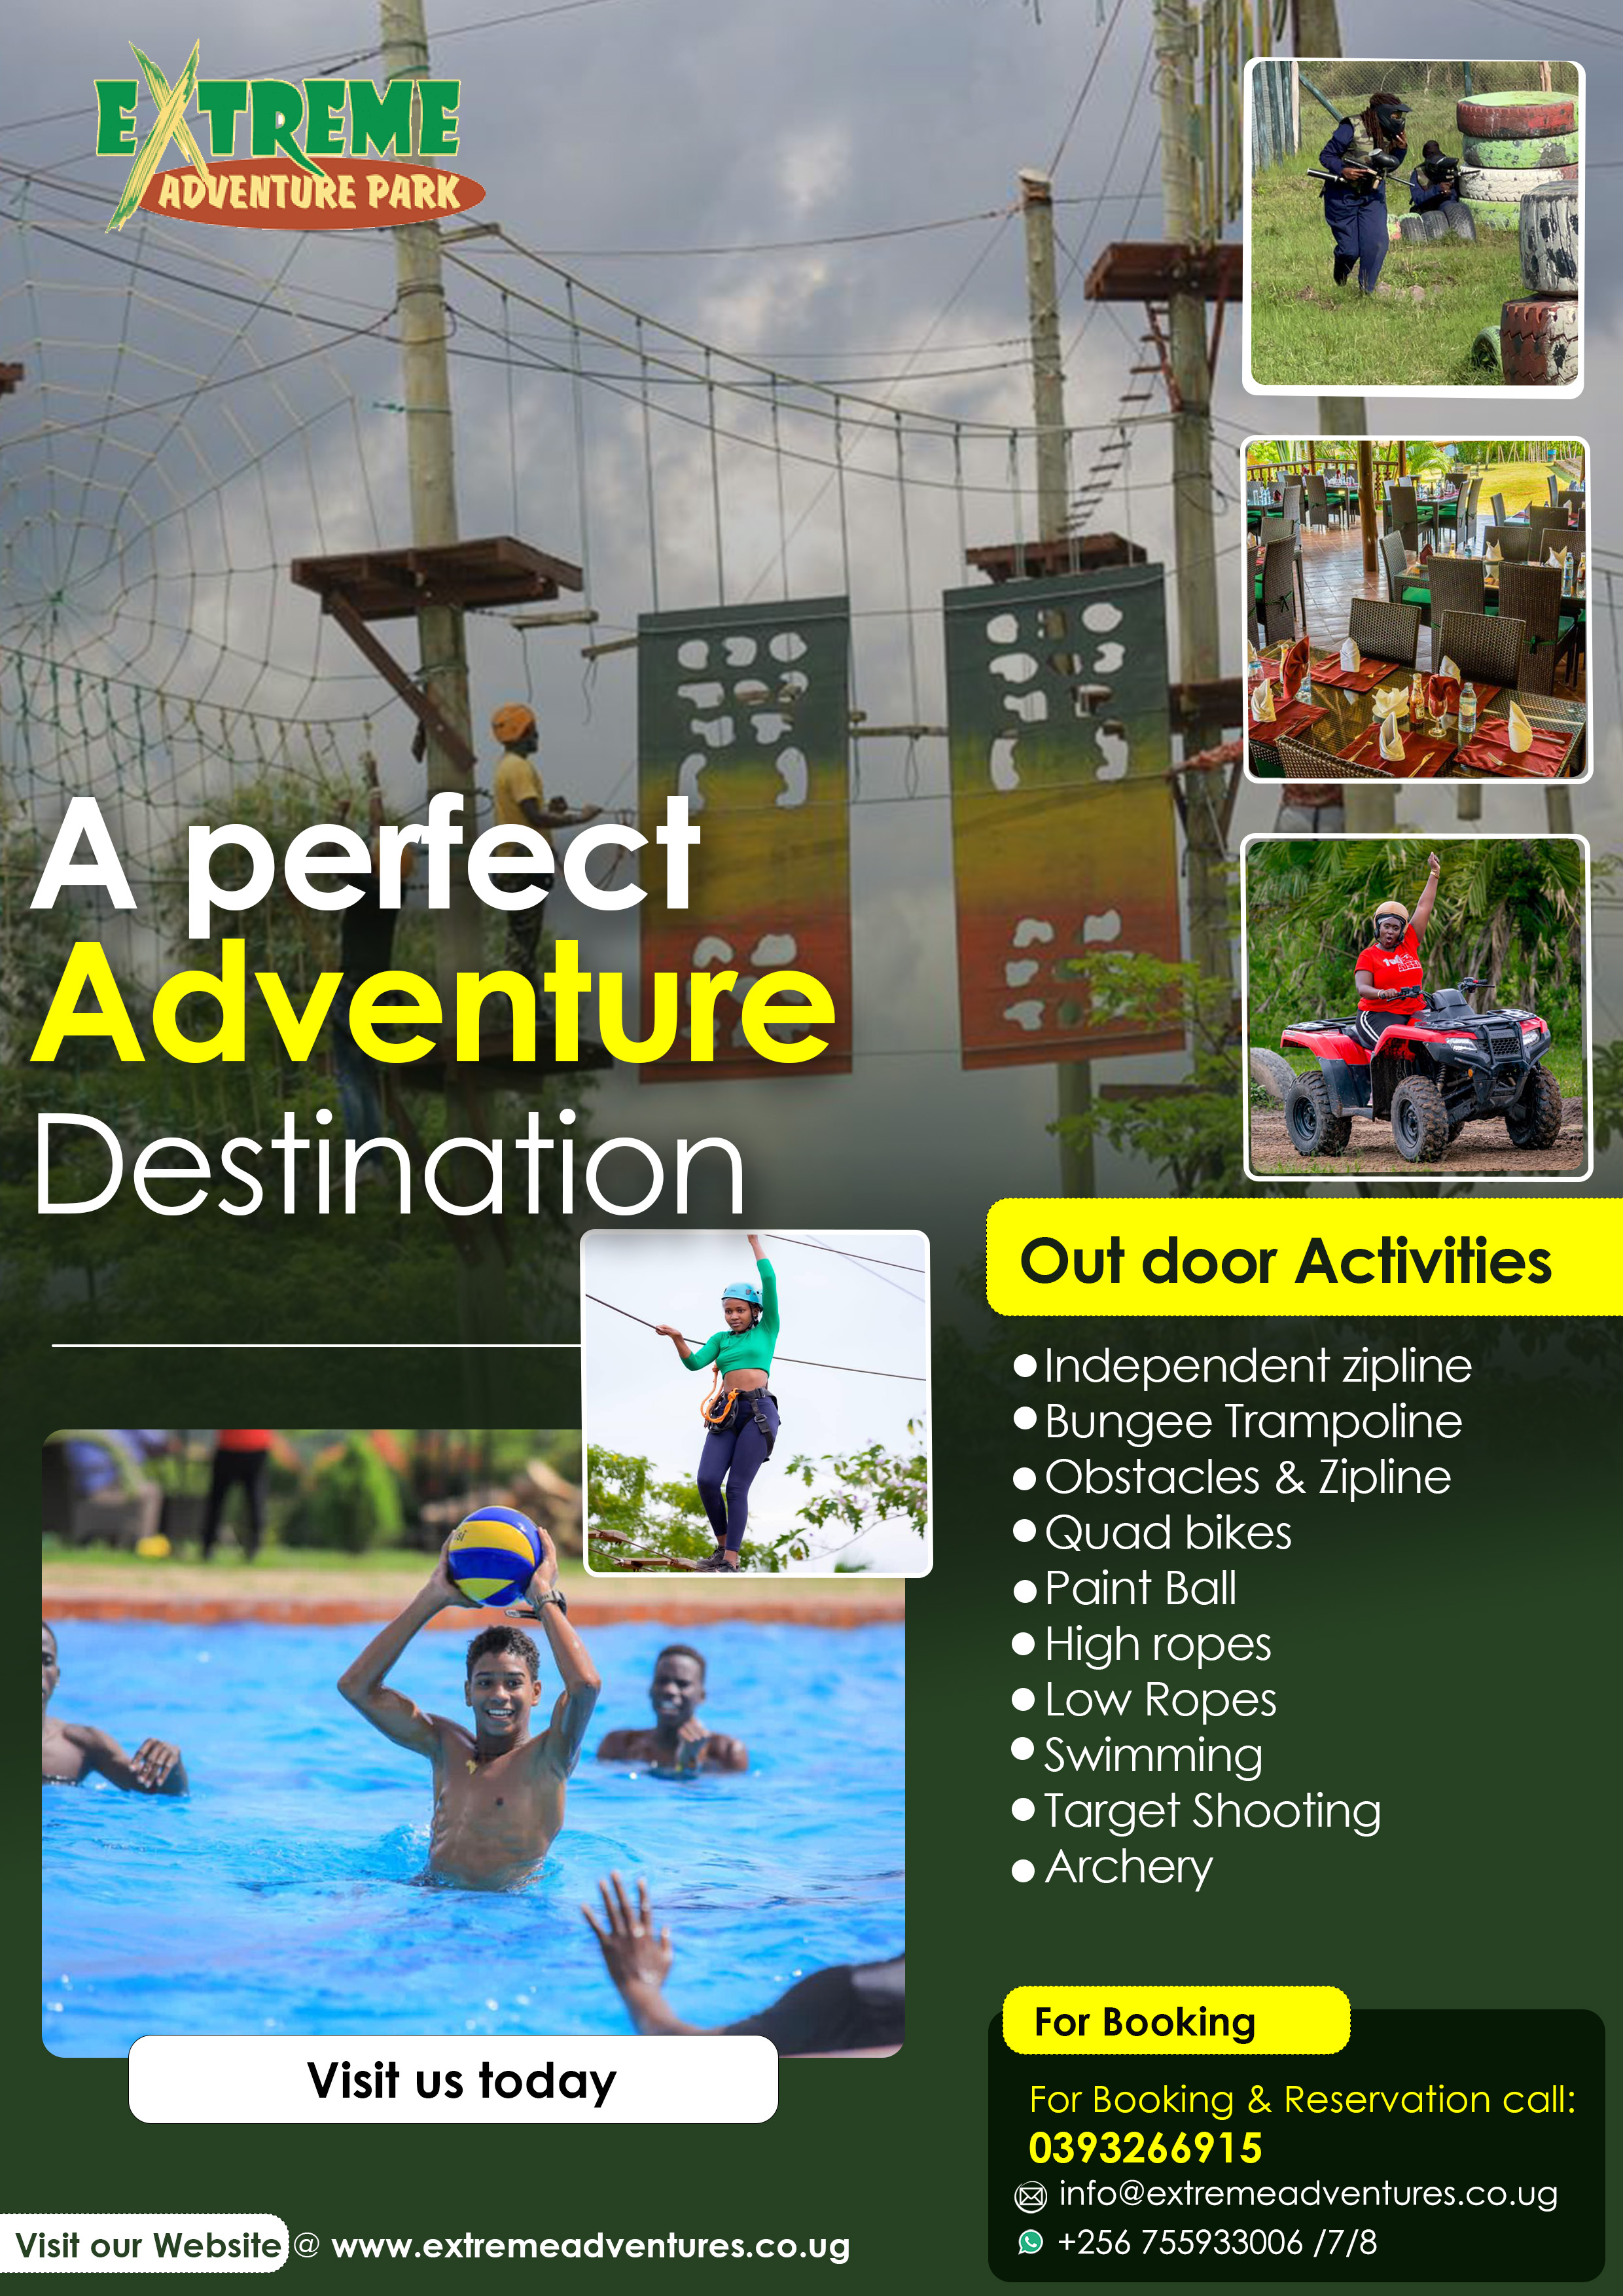 EXTREME
ADVENTURE PARK
A perfect
Adventure
Destination
Out door Activities
Independent zipline
Bungee Trampoline
Obstacles & Zipline
Quad bikes
Paint Ball
High ropes
Low Ropes
Swimming
Target Shooting
Archery
Visit us today
For Booking
For Booking & Reservation call:
0393266915
info@extremeadventures.co.ug
+256 755933006 /7/8
Visit our Website @ www.extremeadventures.co.ug